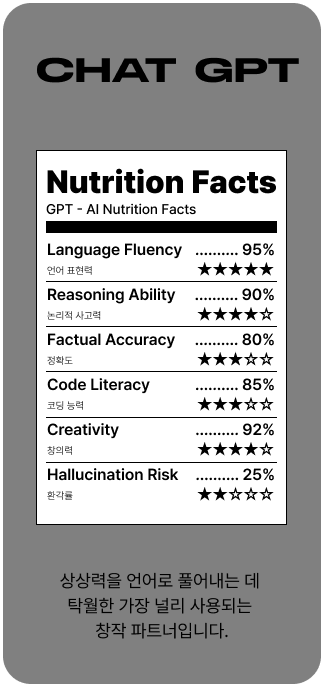 CHAT GPT
Nutrition Facts
GPT - AI Nutrition Facts
Language Fluency .......... 95%
언어 표현력 ★★★★★
Reasoning Ability .......... 90%
논리적 사고력 ★★★★☆
Factual Accuracy .......... 80%
정확도 ★★★☆☆
Code Literacy .......... 85%
코딩 능력 ★★★☆☆
Creativity .......... 92%
창의력 ★★★★☆
Hallucination Risk .......... 25%
환각률 ★★☆☆☆
상상력을 언어로 풀어내는 데
탁월한 가장 널리 사용되는
창작 파트너입니다.